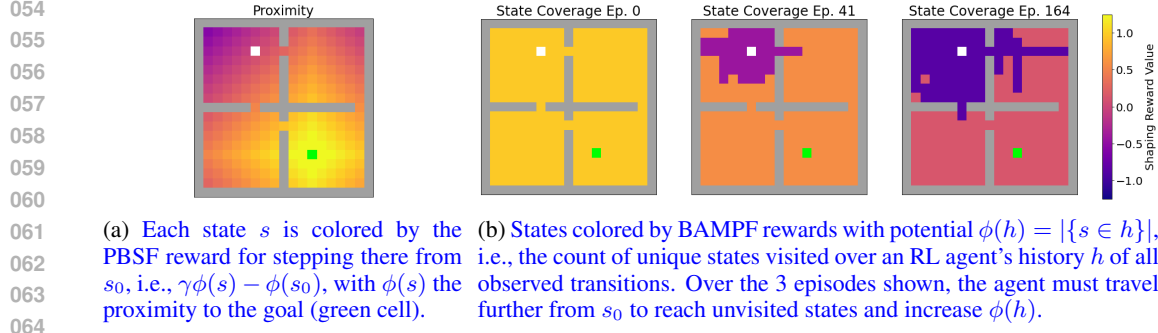 054
055
056
057
058
059
060
061
062
063
064
Proximity
State Coverage Ep. 0
State Coverage Ep. 41
State Coverage Ep. 164
1.0
0.5
0.0
−0.5
−1.0
Shaping Reward Value
(a) Each state s is colored by the
PBSF reward for stepping there from
s₀, i.e., γϕ(s) − ϕ(s₀), with ϕ(s) the
proximity to the goal (green cell).
(b) States colored by BAMPF rewards with potential ϕ(h) = |{s ∈ h}|,
i.e., the count of unique states visited over an RL agent's history h of all
observed transitions. Over the 3 episodes shown, the agent must travel
further from s₀ to reach unvisited states and increase ϕ(h).